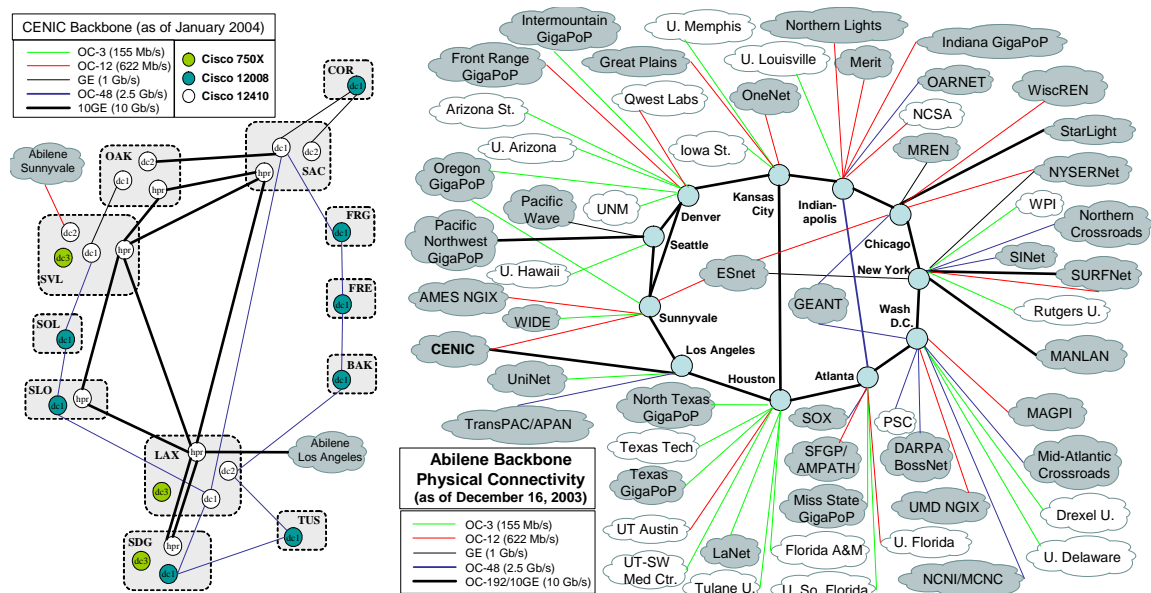 CENIC Backbone (as of January 2004)
OC-3 (155 Mb/s)
OC-12 (622 Mb/s)
GE (1 Gb/s)
OC-48 (2.5 Gb/s)
10GE (10 Gb/s)
Cisco 750X
Cisco 12008
Cisco 12410
COR
dc1
OAK
dc2
dc1
hpr
dc1
dc2
hpr
SAC
Abilene
Sunnyvale
dc2
dc3
dc1
hpr
SVL
FRG
dc1
FRE
dc1
SOL
dc1
BAK
dc1
SLO
dc1
hpr
LAX
hpr
dc2
dc3
dc1
Abilene
Los Angeles
TUS
dc1
SDG
hpr
dc3
dc1
Intermountain
GigaPoP
U. Memphis
Northern Lights
Indiana GigaPoP
Front Range
GigaPoP
Great Plains
U. Louisville
Merit
OARNET
Arizona St.
Qwest Labs
OneNet
NCSA
WiscREN
U. Arizona
Iowa St.
MREN
StarLight
Oregon
GigaPoP
NYSERNet
UNM
Pacific
Wave
WPI
Northern
Crossroads
Pacific
Northwest
GigaPoP
U. Hawaii
SINet
ESnet
SURFNet
AMES NGIX
GEANT
Rutgers U.
WIDE
CENIC
MANLAN
UniNet
TransPAC/APAN
Denver
Kansas
City
Indian-
apolis
Seattle
Chicago
New York
Sunnyvale
Wash
D.C.
Los Angeles
Houston
Atlanta
North Texas
GigaPoP
SOX
PSC
MAGPI
Texas Tech
SFGP/
AMPATH
DARPA
BossNet
Mid-Atlantic
Crossroads
Texas
GigaPoP
Miss State
GigaPoP
UMD NGIX
Drexel U.
UT Austin
U. Florida
U. Delaware
UT-SW
Med Ctr.
LaNet
Florida A&M
NCNI/MCNC
Tulane U.
U. So. Florida
Abilene Backbone
Physical Connectivity
(as of December 16, 2003)
OC-3 (155 Mb/s)
OC-12 (622 Mb/s)
GE (1 Gb/s)
OC-48 (2.5 Gb/s)
OC-192/10GE (10 Gb/s)